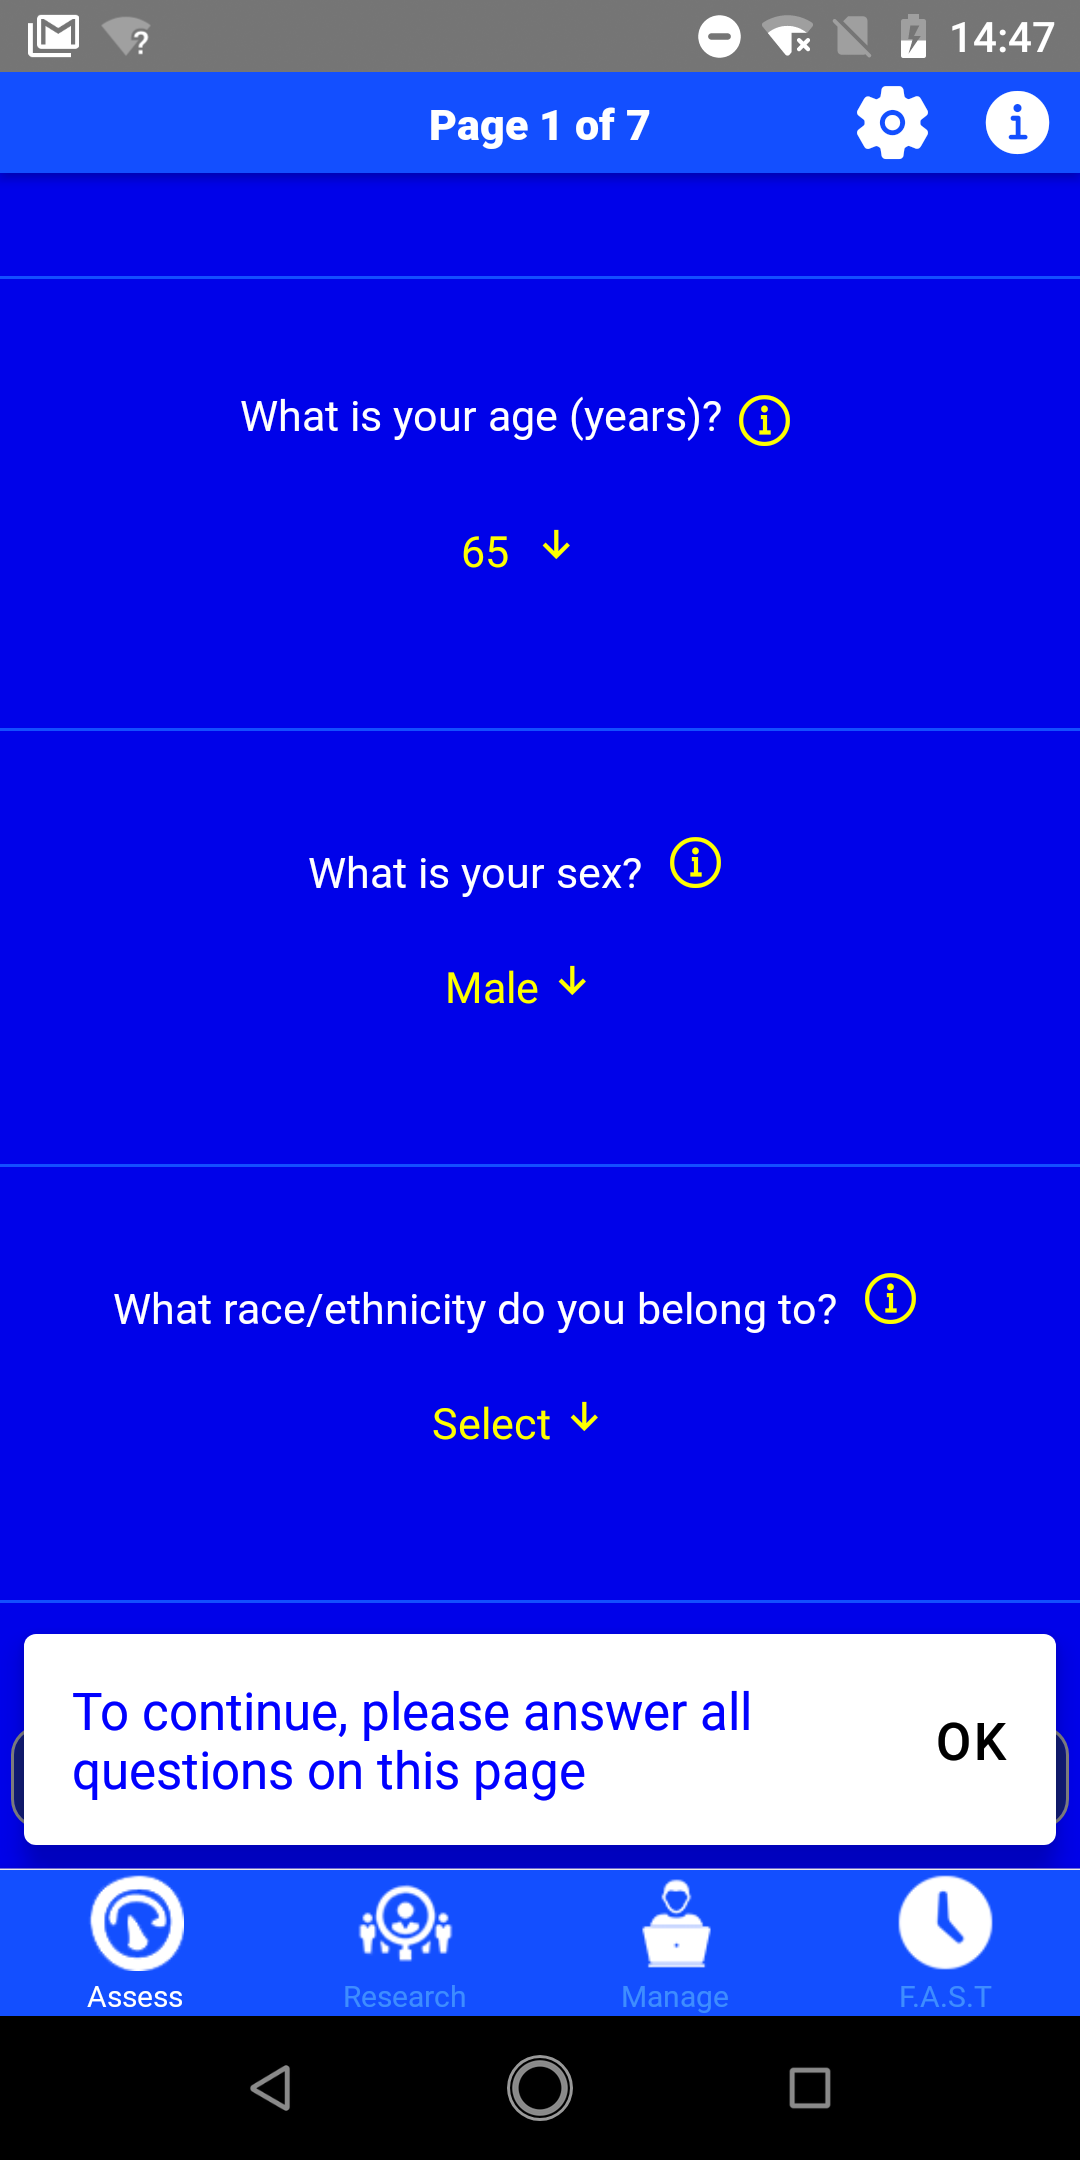 14:47
Page 1 of 7
What is your age (years)?
65
What is your sex?
Male
What race/ethnicity do you belong to?
Select
To continue, please answer all
questions on this page
OK
Assess
Research
Manage
F.A.S.T